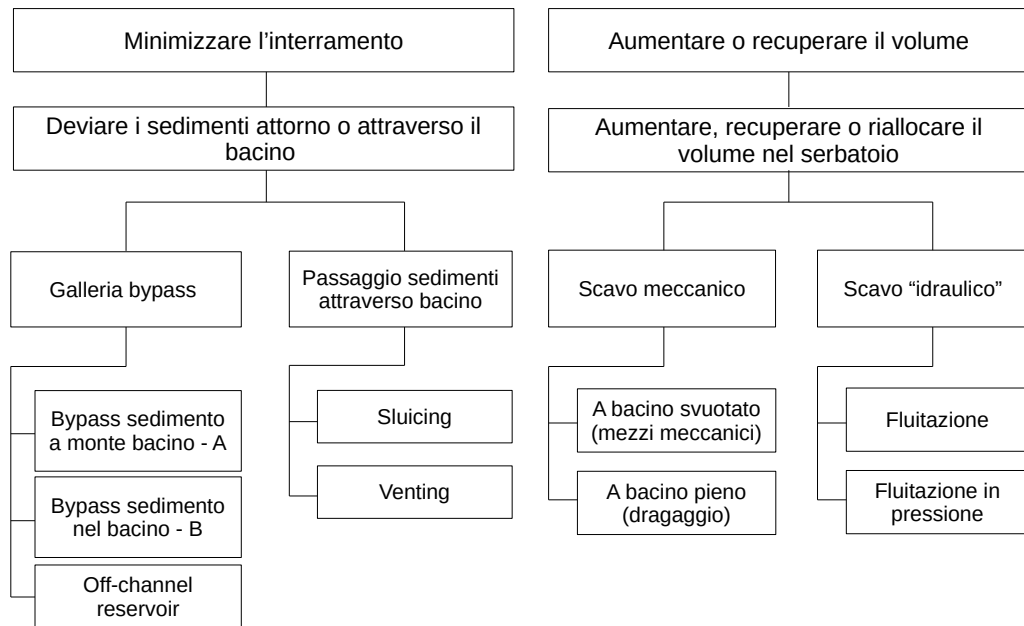 Minimizzare l’interramento
Aumentare o recuperare il volume
Deviare i sedimenti attorno o attraverso il
bacino
Aumentare, recuperare o riallocare il
volume nel serbatoio
Galleria bypass
Passaggio sedimenti
attraverso bacino
Scavo meccanico
Scavo “idraulico”
Bypass sedimento
a monte bacino - A
Bypass sedimento
nel bacino - B
Off-channel
reservoir
Sluicing
Venting
A bacino svuotato
(mezzi meccanici)
A bacino pieno
(dragaggio)
Fluitazione
Fluitazione in
pressione